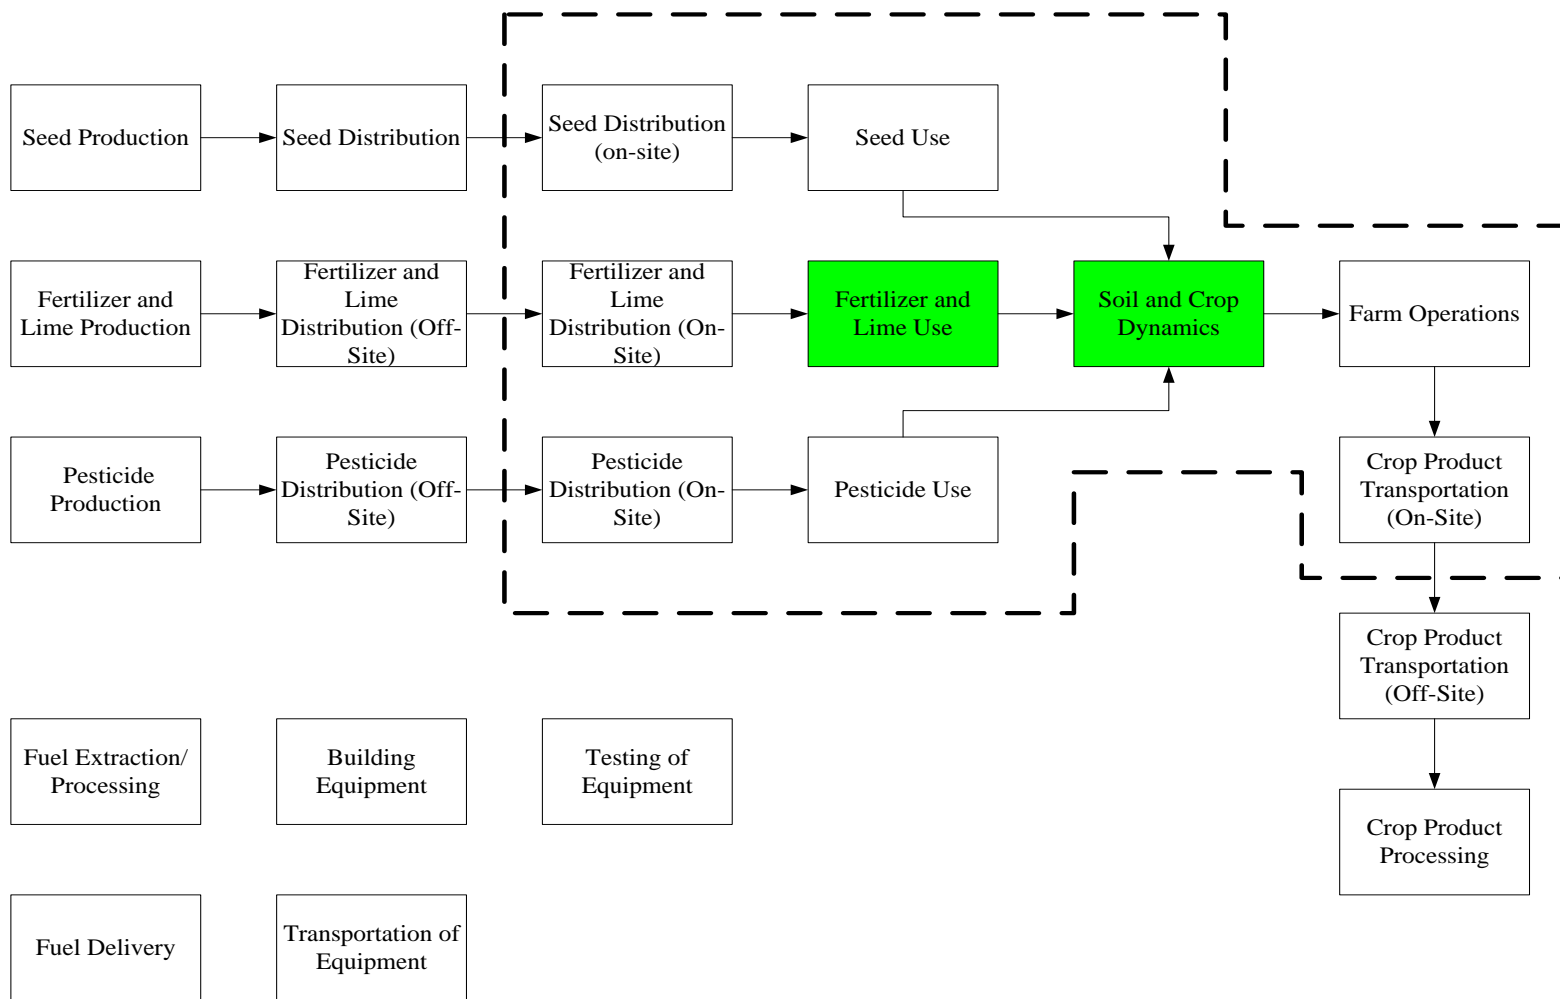 Seed Production
Seed Distribution
Seed Distribution
(on-site)
Seed Use
Fertilizer and
Lime Production
Fertilizer and
Lime
Distribution (Off-
Site)
Fertilizer and
Lime
Distribution (On-
Site)
Fertilizer and
Lime Use
Soil and Crop
Dynamics
Farm Operations
Pesticide
Production
Pesticide
Distribution (Off-
Site)
Pesticide
Distribution (On-
Site)
Pesticide Use
Crop Product
Transportation
(On-Site)
Crop Product
Transportation
(Off-Site)
Fuel Extraction/
Processing
Building
Equipment
Testing of
Equipment
Crop Product
Processing
Fuel Delivery
Transportation of
Equipment